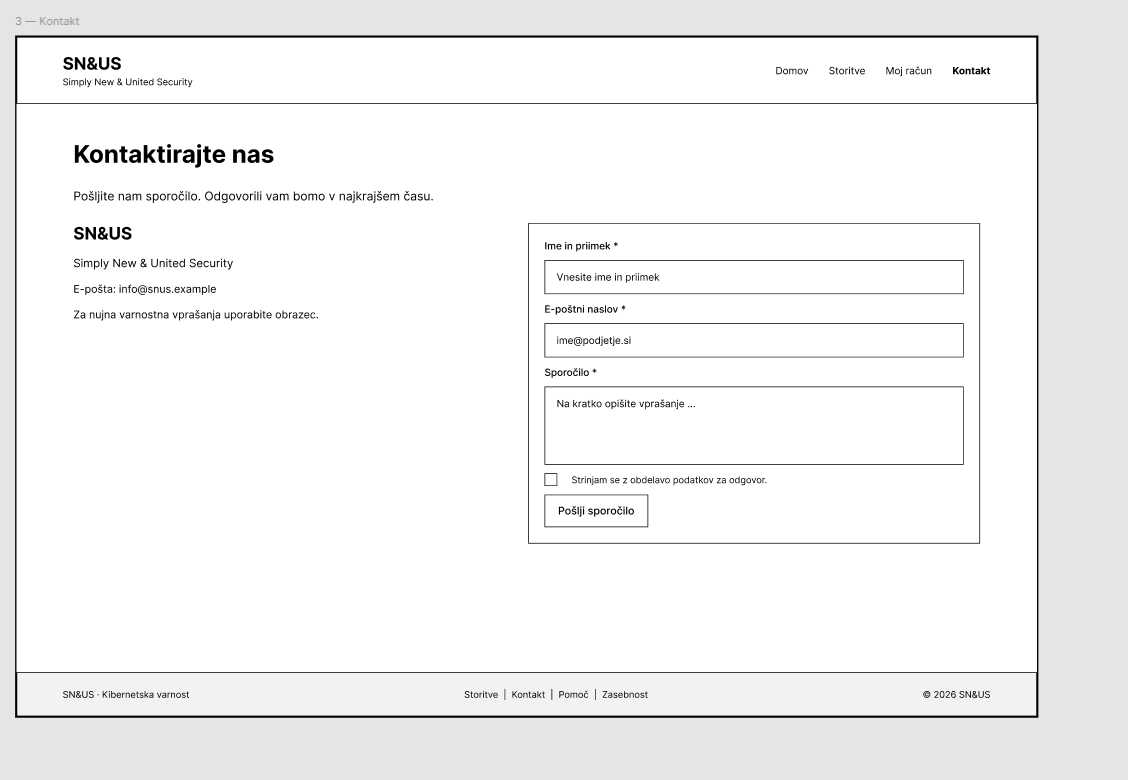 3 — Kontakt
SN&US
Simply New & United Security
Domov Storitve Moj račun Kontakt
Kontaktirajte nas
Pošljite nam sporočilo. Odgovorili vam bomo v najkrajšem času.
SN&US
Simply New & United Security
E-pošta: info@snus.example
Za nujna varnostna vprašanja uporabite obrazec.
Ime in priimek *
Vnesite ime in priimek
E-poštni naslov *
ime@podjetje.si
Sporočilo *
Na kratko opišite vprašanje ...
Strinjam se z obdelavo podatkov za odgovor.
Pošlji sporočilo
SN&US · Kibernetska varnost
Storitve | Kontakt | Pomoč | Zasebnost
© 2026 SN&US